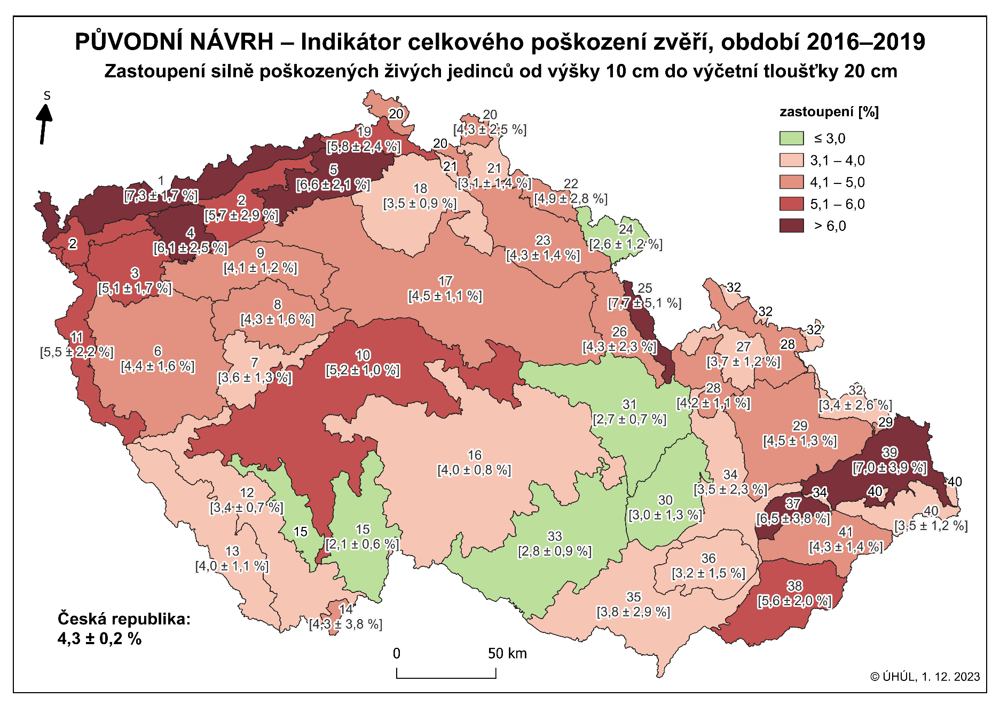 PŮVODNÍ NÁVRH – Indikátor celkového poškození zvěří, období 2016–2019
Zastoupení silně poškozených živých jedinců od výšky 10 cm do výčetní tloušťky 20 cm
S
zastoupení [%]
≤ 3,0
3,1 – 4,0
4,1 – 5,0
5,1 – 6,0
> 6,0
20
20
[4,3 ± 2,5 %]
19
[5,8 ± 2,4 %]
20
21
21
[3,1 ± 1,4 %]
5
[6,6 ± 2,1 %]
1
[7,3 ± 1,7 %]
18
[3,5 ± 0,9 %]
22
[4,9 ± 2,8 %]
2
[5,7 ± 2,9 %]
24
[2,6 ± 1,2 %]
4
[6,1 ± 2,5 %]
2
23
[4,3 ± 1,4 %]
9
[4,1 ± 1,2 %]
3
[5,1 ± 1,7 %]
17
[4,5 ± 1,1 %]
25
[7,7 ± 5,1 %]
32
32
32
8
[4,3 ± 1,6 %]
26
[4,3 ± 2,3 %]
11
[5,5 ± 2,2 %]
6
[4,4 ± 1,6 %]
27
[3,7 ± 1,2 %]
28
10
[5,2 ± 1,0 %]
7
[3,6 ± 1,3 %]
28
[4,2 ± 1,1 %]
32
[3,4 ± 2,6 %]
31
[2,7 ± 0,7 %]
29
29
[4,5 ± 1,3 %]
16
[4,0 ± 0,8 %]
39
[7,0 ± 3,9 %]
34
[3,5 ± 2,3 %]
40
40
34
12
[3,4 ± 0,7 %]
30
[3,0 ± 1,3 %]
37
[6,5 ± 3,8 %]
40
[3,5 ± 1,2 %]
15
15
[2,1 ± 0,6 %]
33
[2,8 ± 0,9 %]
41
[4,3 ± 1,4 %]
13
[4,0 ± 1,1 %]
36
[3,2 ± 1,5 %]
38
[5,6 ± 2,0 %]
35
[3,8 ± 2,9 %]
14
[4,3 ± 3,8 %]
Česká republika:
4,3 ± 0,2 %
0 50 km
© ÚHÚL, 1. 12. 2023